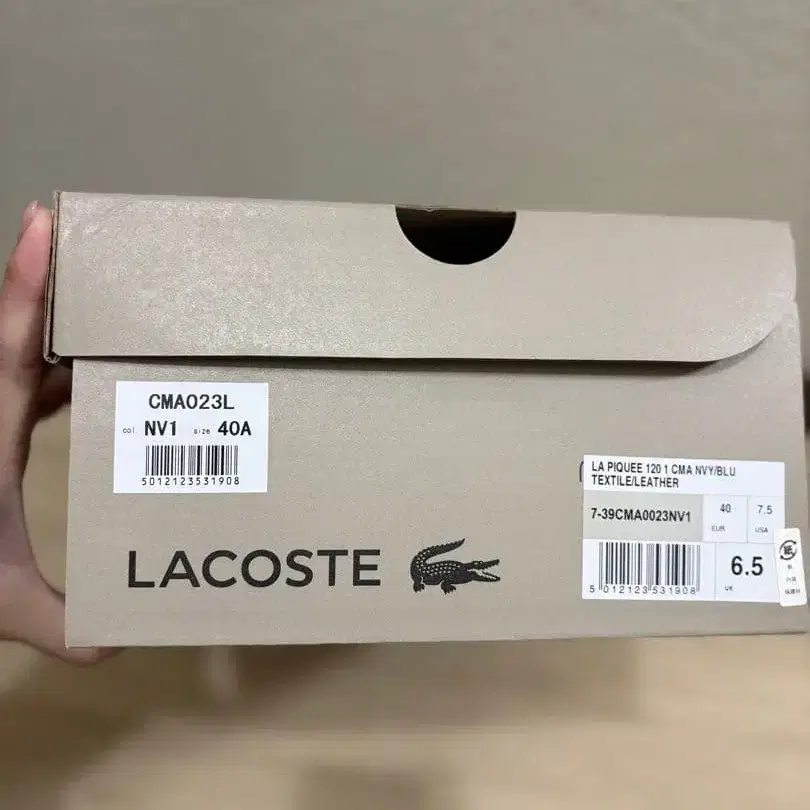 CMA023L
col. NV1 size 40A
5012123531908
LACOSTE
LA PIQUEE 120 1 CMA NVY/BLU
TEXTILE/LEATHER
7-39CMA0023NV1
40
EUR
7.5
USA
5 012123 531908
6.5
UK
紙